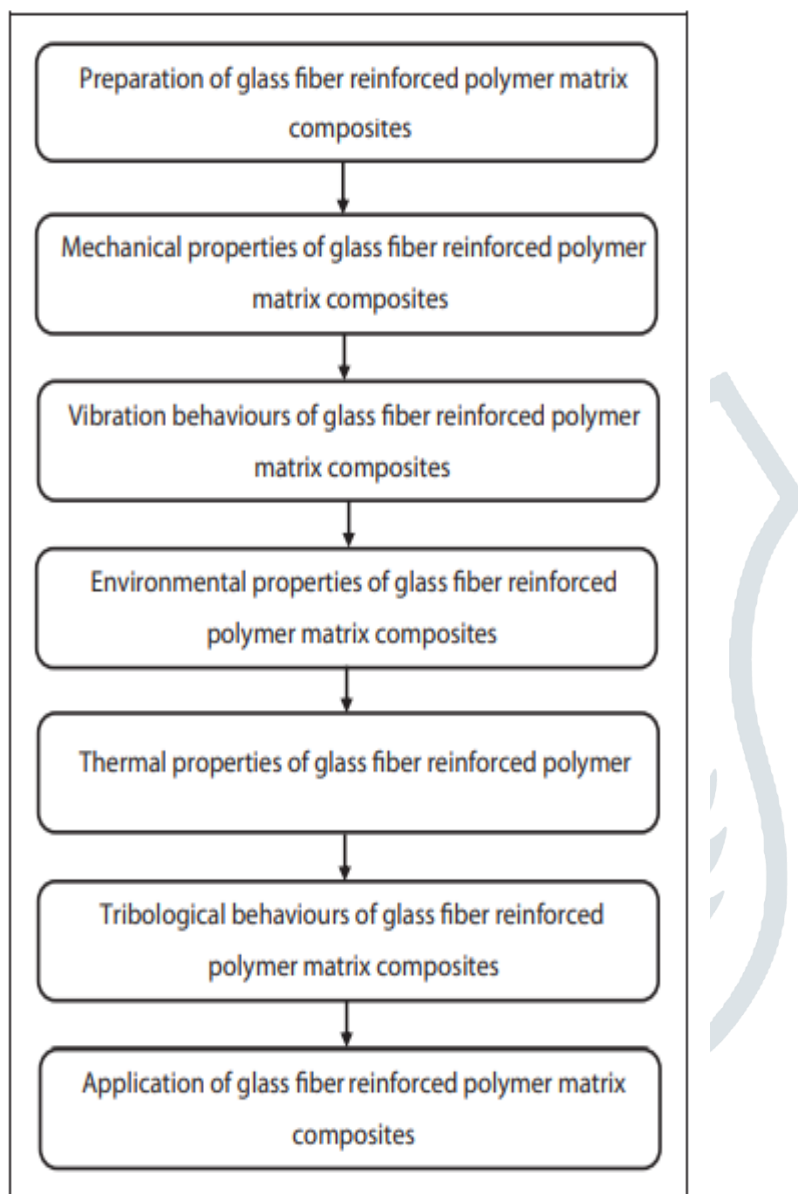 Preparation of glass fiber reinforced polymer matrix
composites
Mechanical properties of glass fiber reinforced polymer
matrix composites
Vibration behaviours of glass fiber reinforced polymer
matrix composites
Environmental properties of glass fiber reinforced
polymer matrix composites
Thermal properties of glass fiber reinforced polymer
Tribological behaviours of glass fiber reinforced
polymer matrix composites
Application of glass fiber reinforced polymer matrix
composites